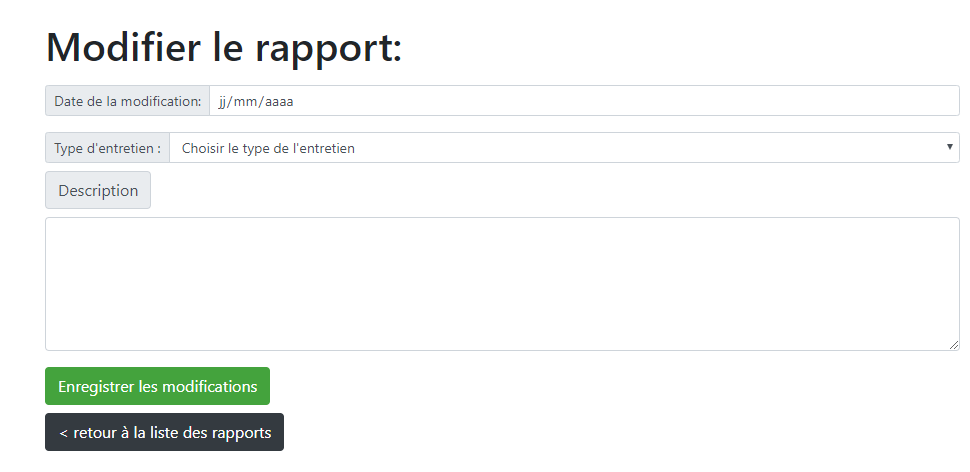 Modifier le rapport:
Date de la modification: jj/mm/aaaa
Type d'entretien : Choisir le type de l'entretien
Description
Enregistrer les modifications
< retour à la liste des rapports